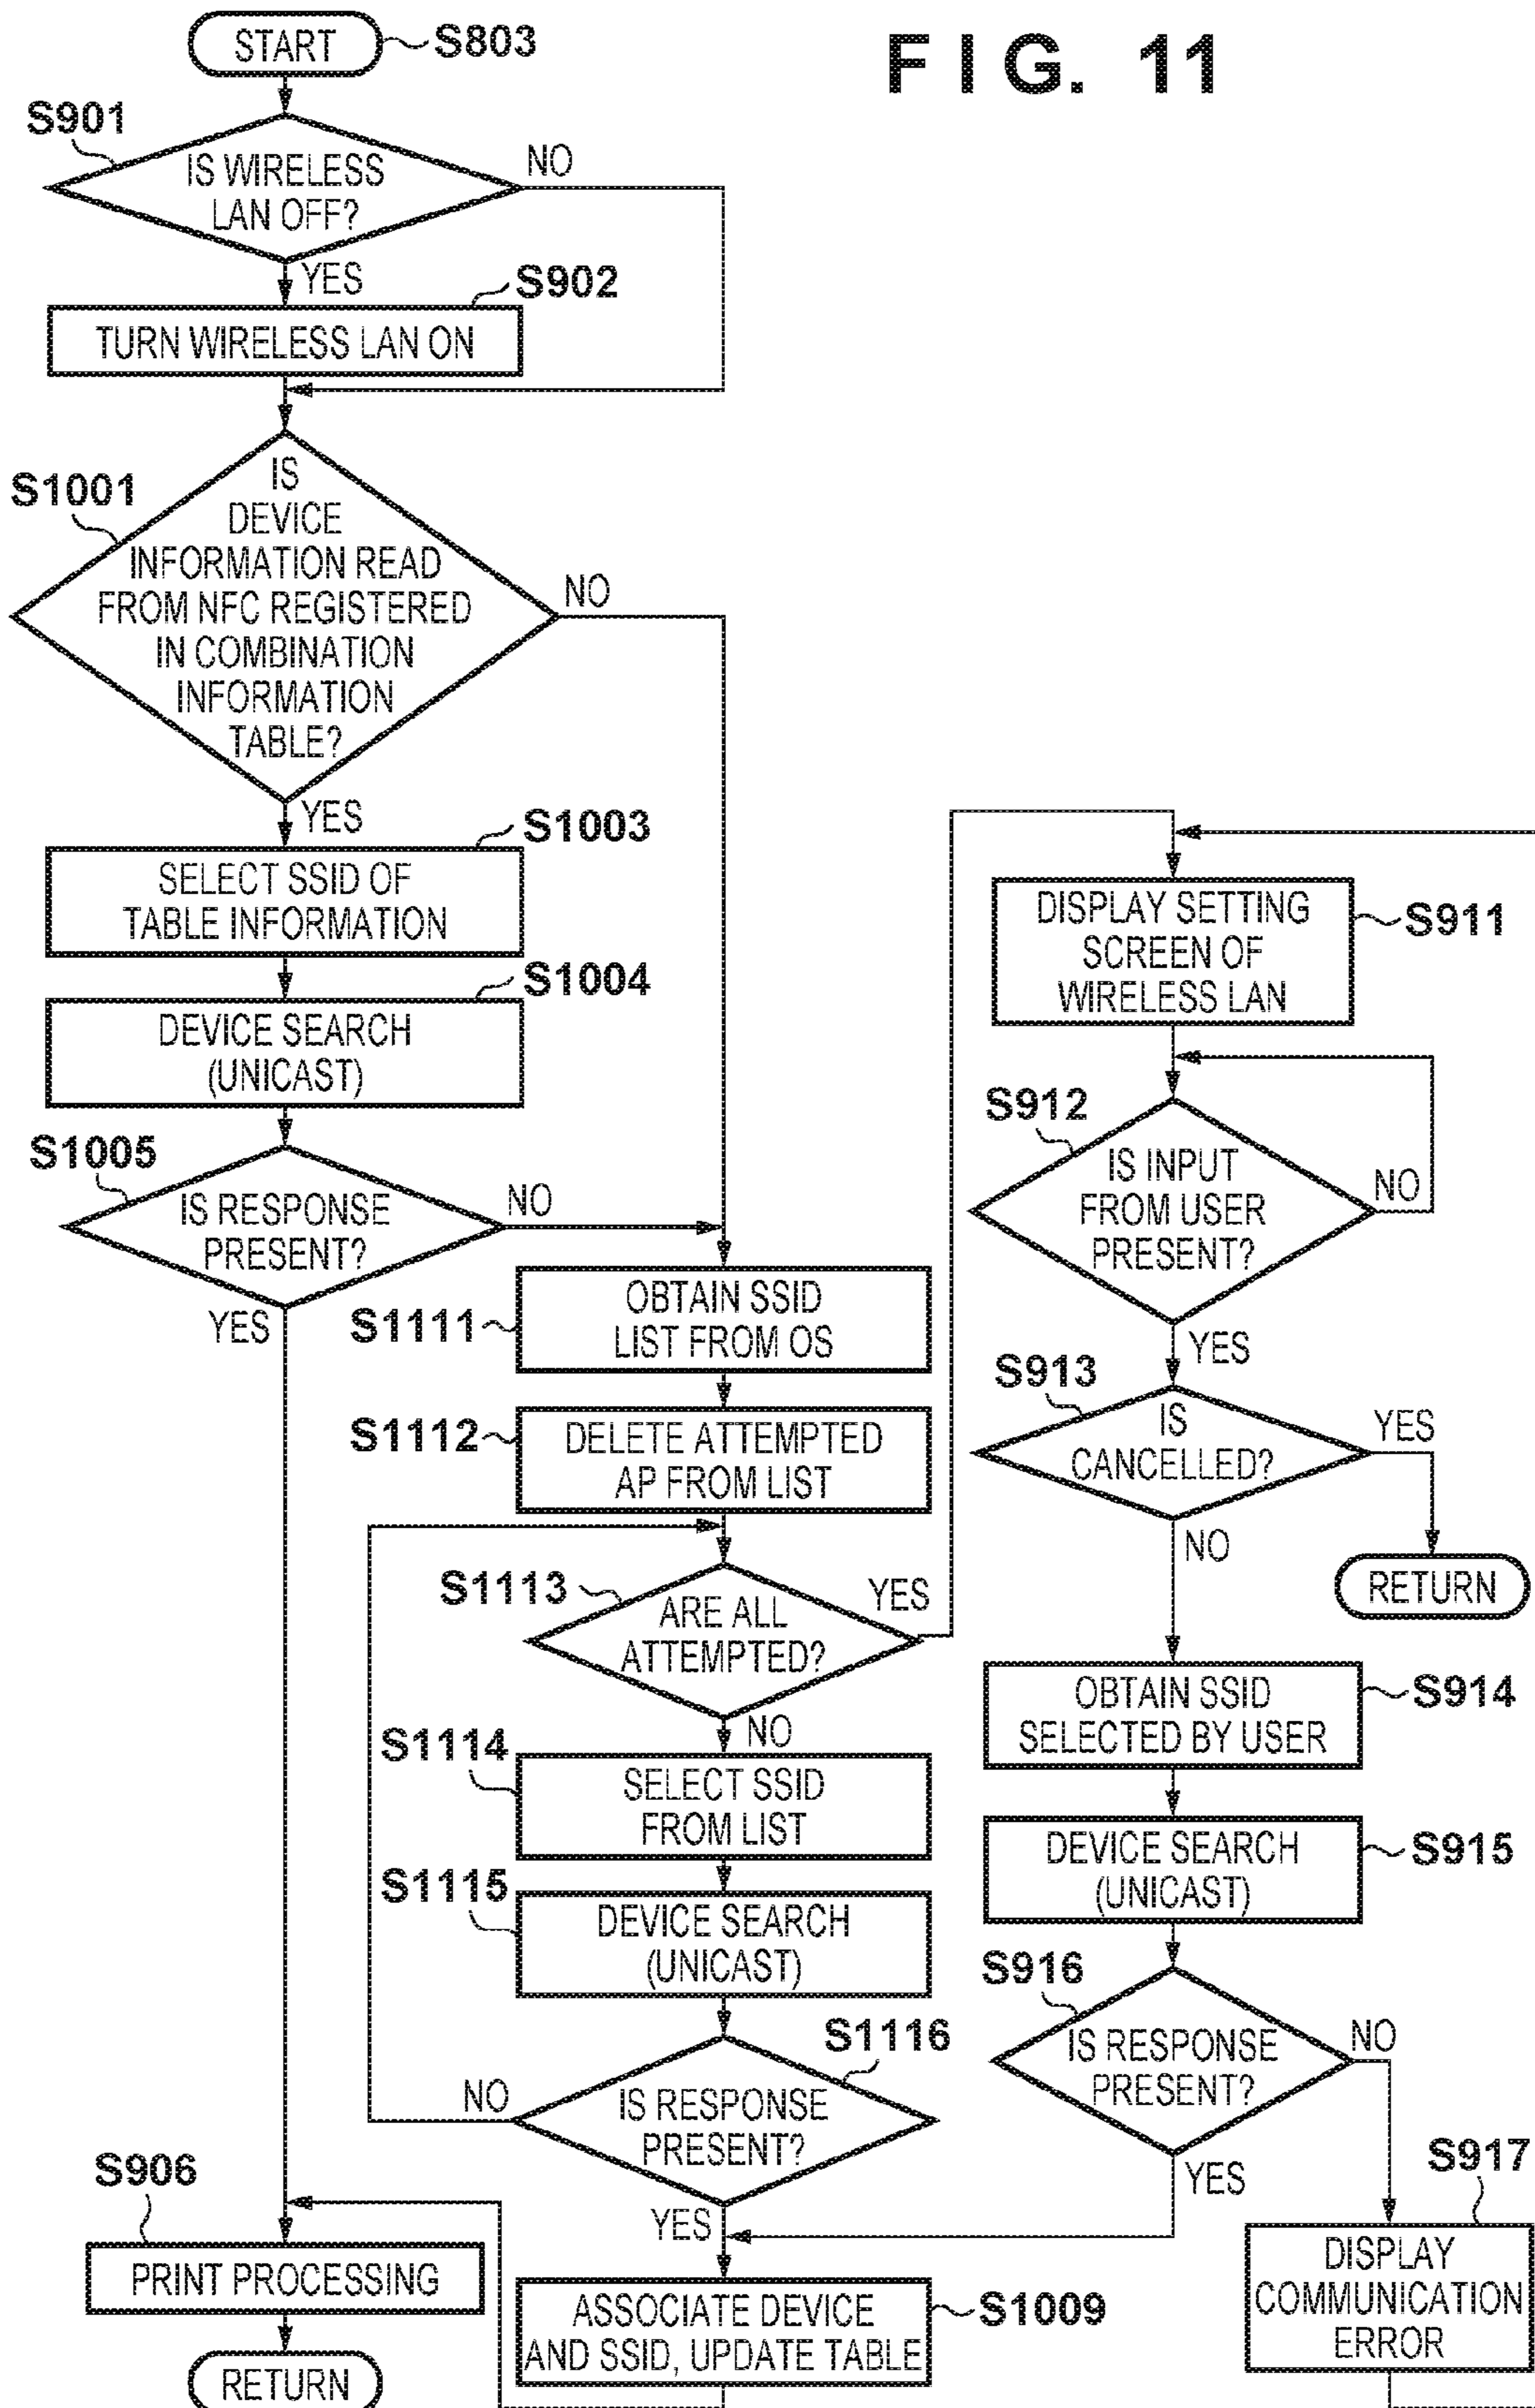 FIG. 11
START
S803
S901
IS WIRELESS
LAN OFF?
NO
YES
S902
TURN WIRELESS LAN ON
S1001
IS
DEVICE
INFORMATION READ
FROM NFC REGISTERED
IN COMBINATION
INFORMATION
TABLE?
NO
YES
S1003
SELECT SSID OF
TABLE INFORMATION
S1004
DEVICE SEARCH
(UNICAST)
S1005
IS RESPONSE
PRESENT?
NO
YES
S1111
OBTAIN SSID
LIST FROM OS
S1112
DELETE ATTEMPTED
AP FROM LIST
S1113
ARE ALL
ATTEMPTED?
YES
NO
S1114
SELECT SSID
FROM LIST
S1115
DEVICE SEARCH
(UNICAST)
S1116
IS RESPONSE
PRESENT?
NO
YES
S906
PRINT PROCESSING
RETURN
ASSOCIATE DEVICE
AND SSID, UPDATE TABLE
S1009
DISPLAY SETTING
SCREEN OF
WIRELESS LAN
S911
S912
IS INPUT
FROM USER
PRESENT?
NO
YES
S913
IS
CANCELLED?
YES
NO
RETURN
OBTAIN SSID
SELECTED BY USER
S914
DEVICE SEARCH
(UNICAST)
S915
S916
IS RESPONSE
PRESENT?
NO
YES
S917
DISPLAY
COMMUNICATION
ERROR